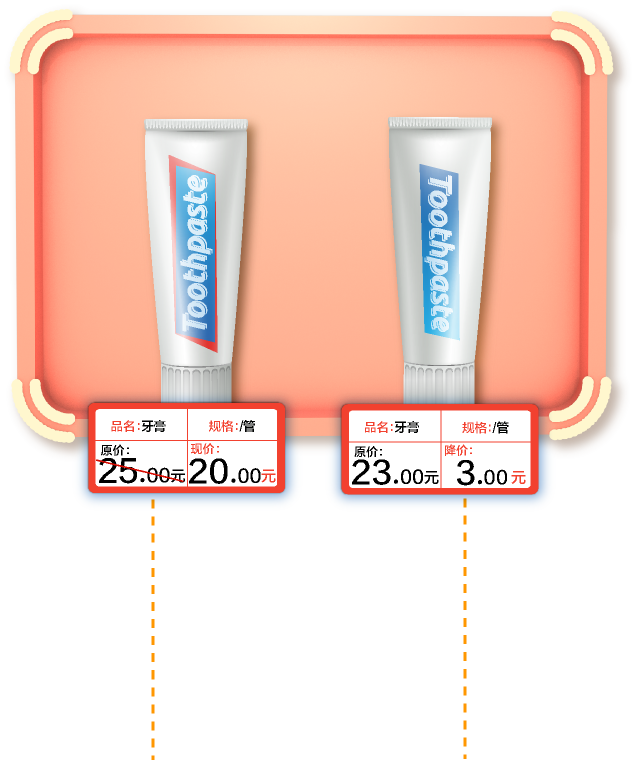 Toothpaste
Toothpaste
品名:牙膏 规格:/管
原价: 现价:
25.00元 20.00元
品名:牙膏 规格:/管
原价: 降价:
23.00元 3.00元